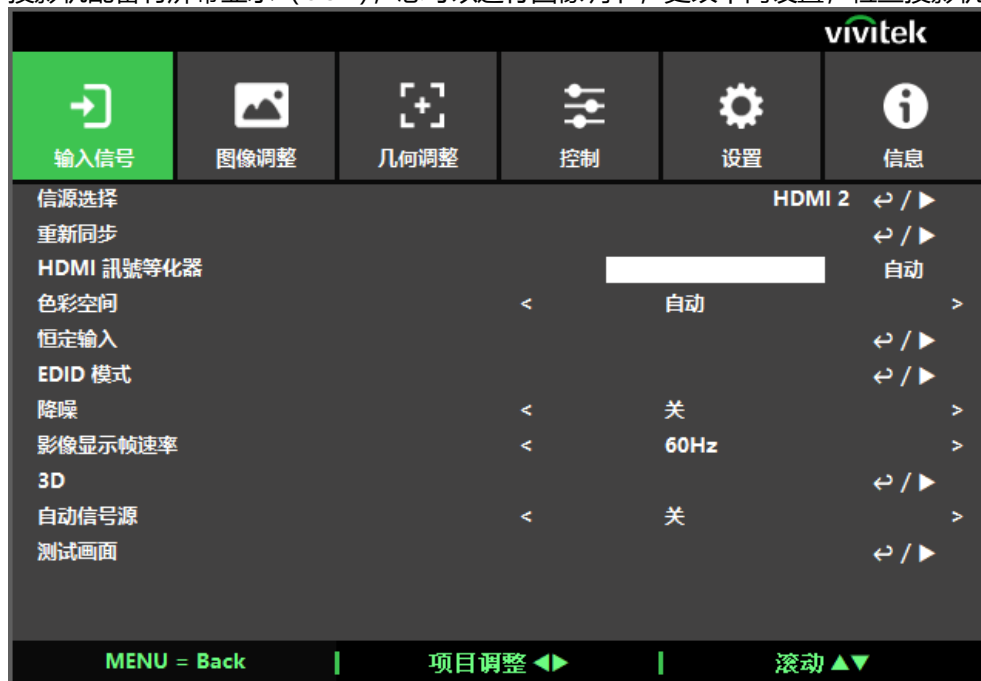 vivitek
输入信号 图像调整 几何调整 控制 设置 信息
信源选择 HDMI 2 ↩ / ▶
重新同步 ↩ / ▶
HDMI 訊號等化器 自动
色彩空间 < 自动 >
恒定输入 ↩ / ▶
EDID 模式 ↩ / ▶
降噪 < 关 >
影像显示帧速率 < 60Hz >
3D ↩ / ▶
自动信号源 < 关 >
测试画面 ↩ / ▶
MENU = Back | 项目调整 ◀▶ | 滚动 ▲▼